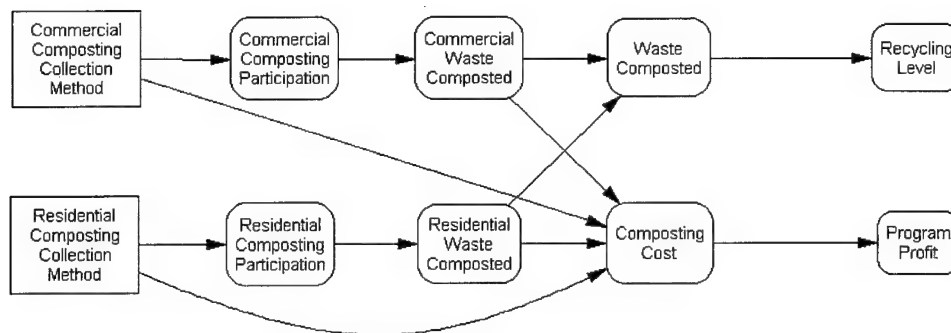 Commercial
Composting
Collection
Method
Commercial
Composting
Participation
Commercial
Waste
Composted
Waste
Composted
Recycling
Level
Residential
Composting
Collection
Method
Residential
Composting
Participation
Residential
Waste
Composted
Composting
Cost
Program
Profit